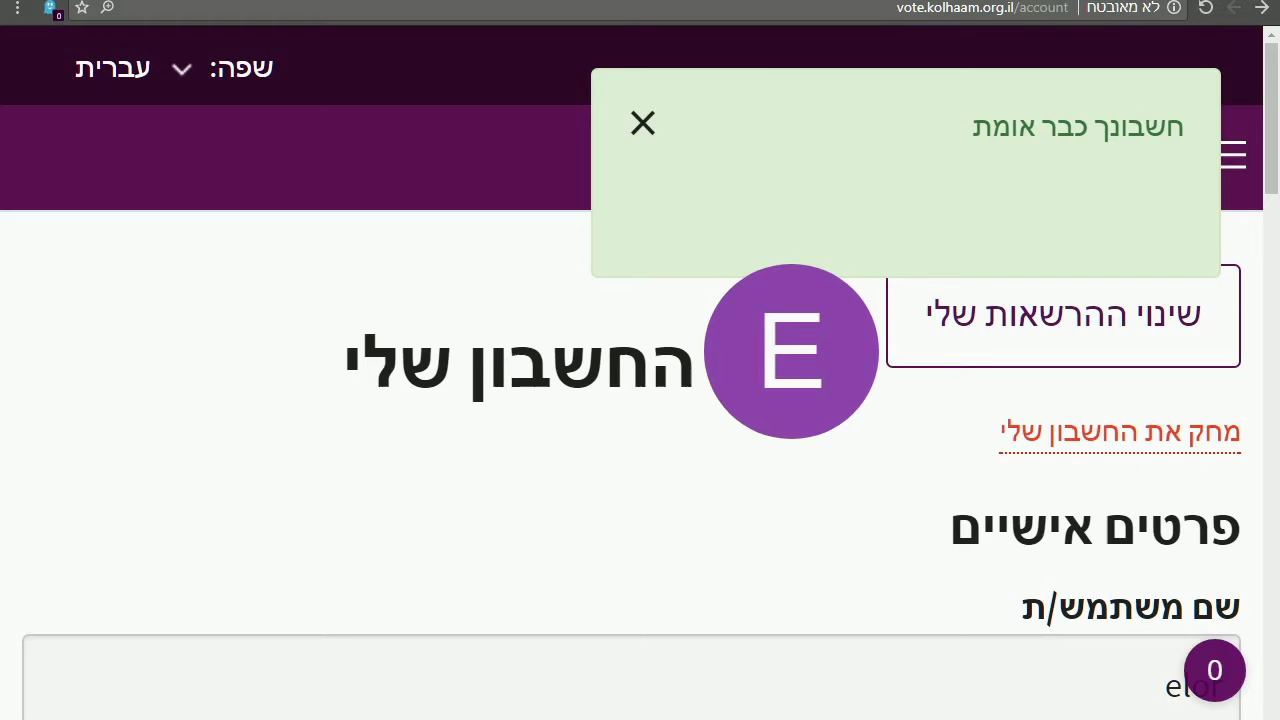 vote.kolhaam.org.il/account
לא מאובטח
שפה:
עברית
חשבונך כבר אומת
שינוי ההרשאות שלי
E
החשבון שלי
מחק את החשבון שלי
פרטים אישיים
שם משתמש/ת
0
0